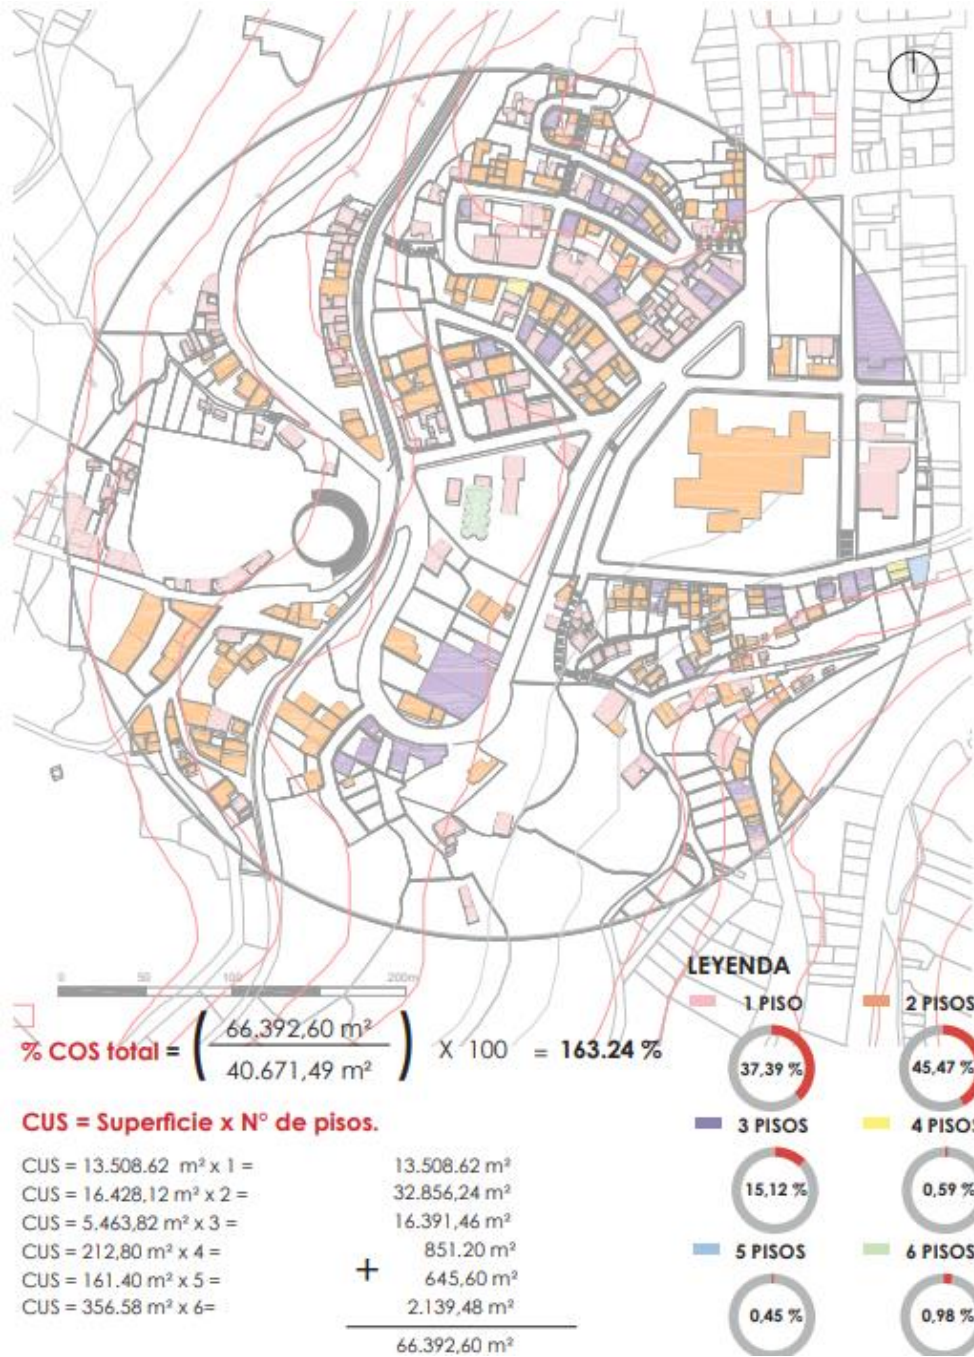 0 50 100 200m
LEYENDA
1 PISO 2 PISOS
37,39 % 45,47 %
3 PISOS 4 PISOS
15,12 % 0,59 %
5 PISOS 6 PISOS
0,45 % 0,98 %
% COS total = ( 66.392,60 m²
40.671,49 m² ) X 100 = 163.24 %
CUS = Superficie x N° de pisos.
CUS = 13.508.62 m² x 1 = 13.508.62 m²
CUS = 16.428,12 m² x 2 = 32.856,24 m²
CUS = 5.463,82 m² x 3 = 16.391,46 m²
CUS = 212,80 m² x 4 = 851.20 m²
CUS = 161.40 m² x 5 = + 645,60 m²
CUS = 356.58 m² x 6= 2.139,48 m²
66.392,60 m²